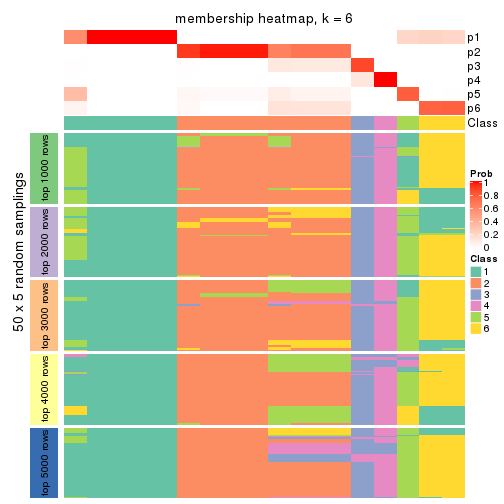 membership heatmap, k = 6
p1
p2
p3
p4
p5
p6
Class
50 x 5 random samplings
top 1000 rows
top 2000 rows
top 3000 rows
top 4000 rows
top 5000 rows
Prob
1
0.8
0.6
0.4
0.2
0
Class
1
2
3
4
5
6